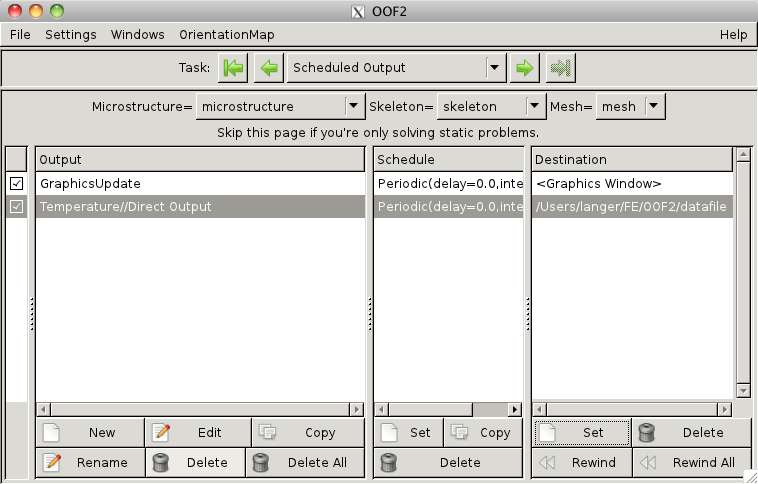 OOF2
File Settings Windows OrientationMap Help
Task: Scheduled Output
Microstructure= microstructure Skeleton= skeleton Mesh= mesh
Skip this page if you're only solving static problems.
Output Schedule Destination
GraphicsUpdate Periodic(delay=0.0,inte <Graphics Window>
Temperature//Direct Output Periodic(delay=0.0,inte /Users/langer/FE/OOF2/datafile
New Edit Copy Set Copy Set Delete
Rename Delete Delete All Delete Rewind Rewind All